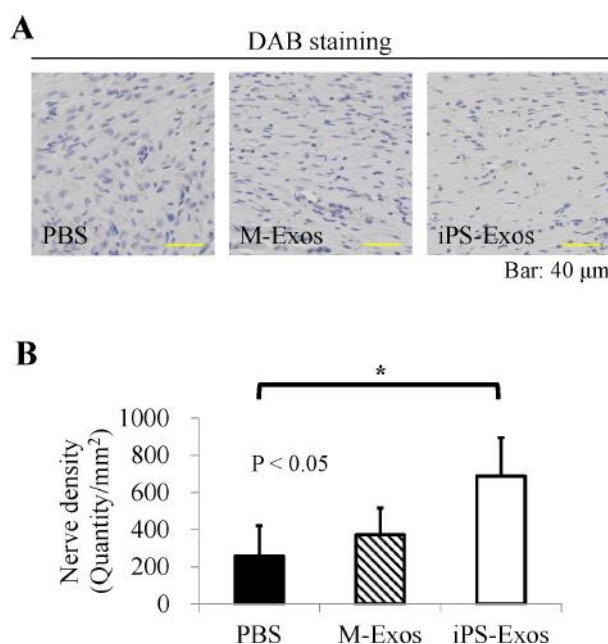 A
DAB staining
PBS
M-Exos
iPS-Exos
Bar: 40 μm
B
*
1000
800
600
400
200
0
P < 0.05
Nerve density
(Quantity/mm²)
PBS
M-Exos
iPS-Exos